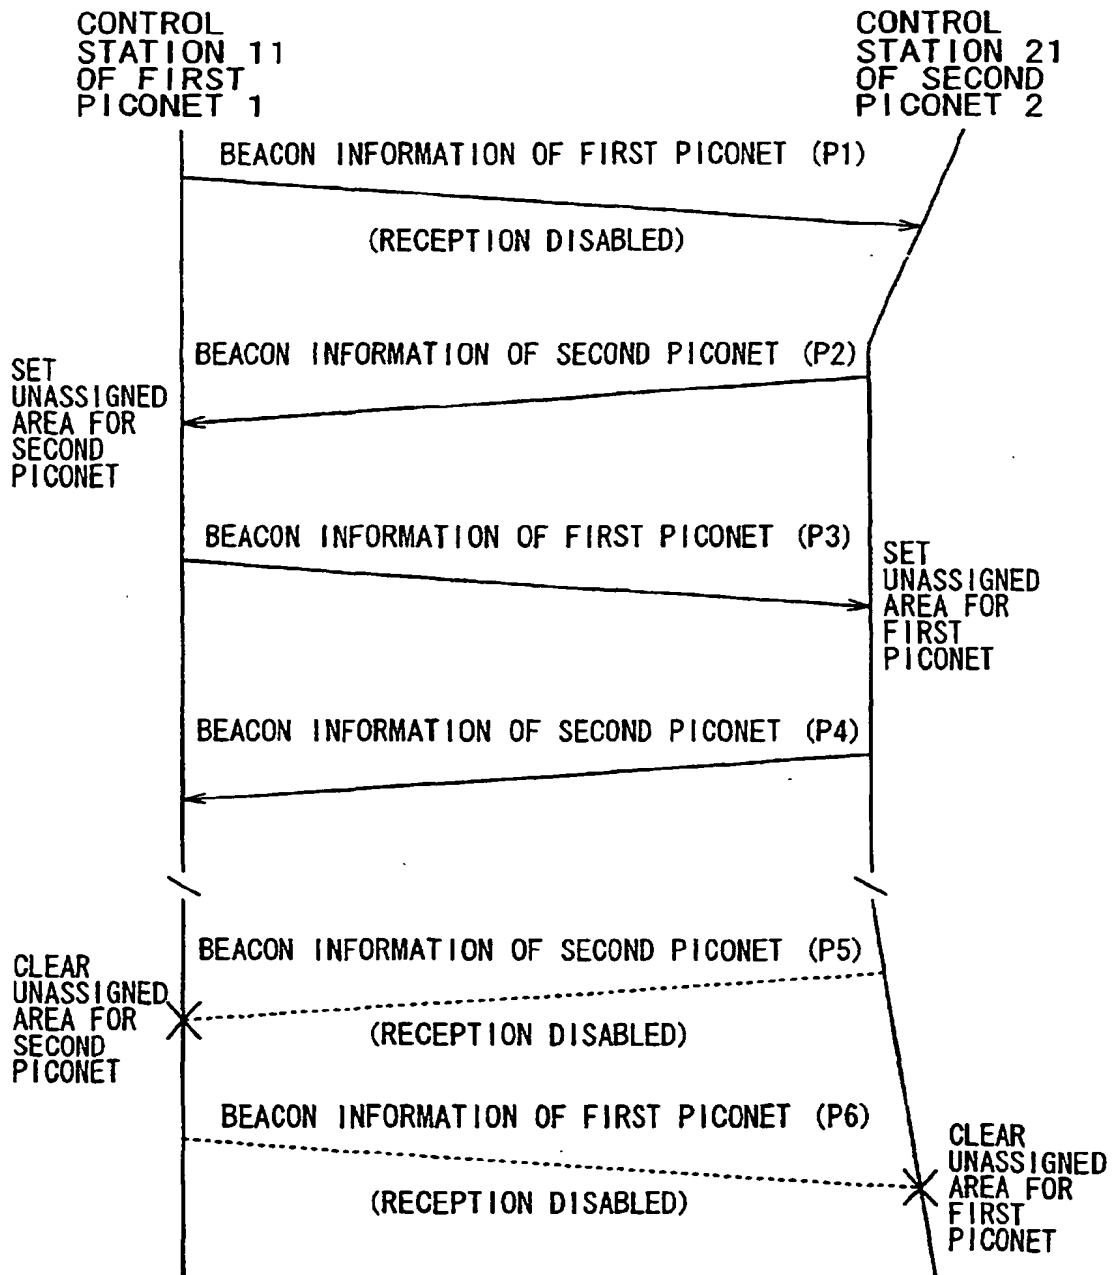 CONTROL
STATION 11
OF FIRST
PICONET 1
CONTROL
STATION 21
OF SECOND
PICONET 2
BEACON INFORMATION OF FIRST PICONET (P1)
(RECEPTION DISABLED)
BEACON INFORMATION OF SECOND PICONET (P2)
SET
UNASSIGNED
AREA FOR
SECOND
PICONET
BEACON INFORMATION OF FIRST PICONET (P3)
SET
UNASSIGNED
AREA FOR
FIRST
PICONET
BEACON INFORMATION OF SECOND PICONET (P4)
BEACON INFORMATION OF SECOND PICONET (P5)
CLEAR
UNASSIGNED
AREA FOR
SECOND
PICONET
(RECEPTION DISABLED)
BEACON INFORMATION OF FIRST PICONET (P6)
CLEAR
UNASSIGNED
AREA FOR
FIRST
PICONET
(RECEPTION DISABLED)